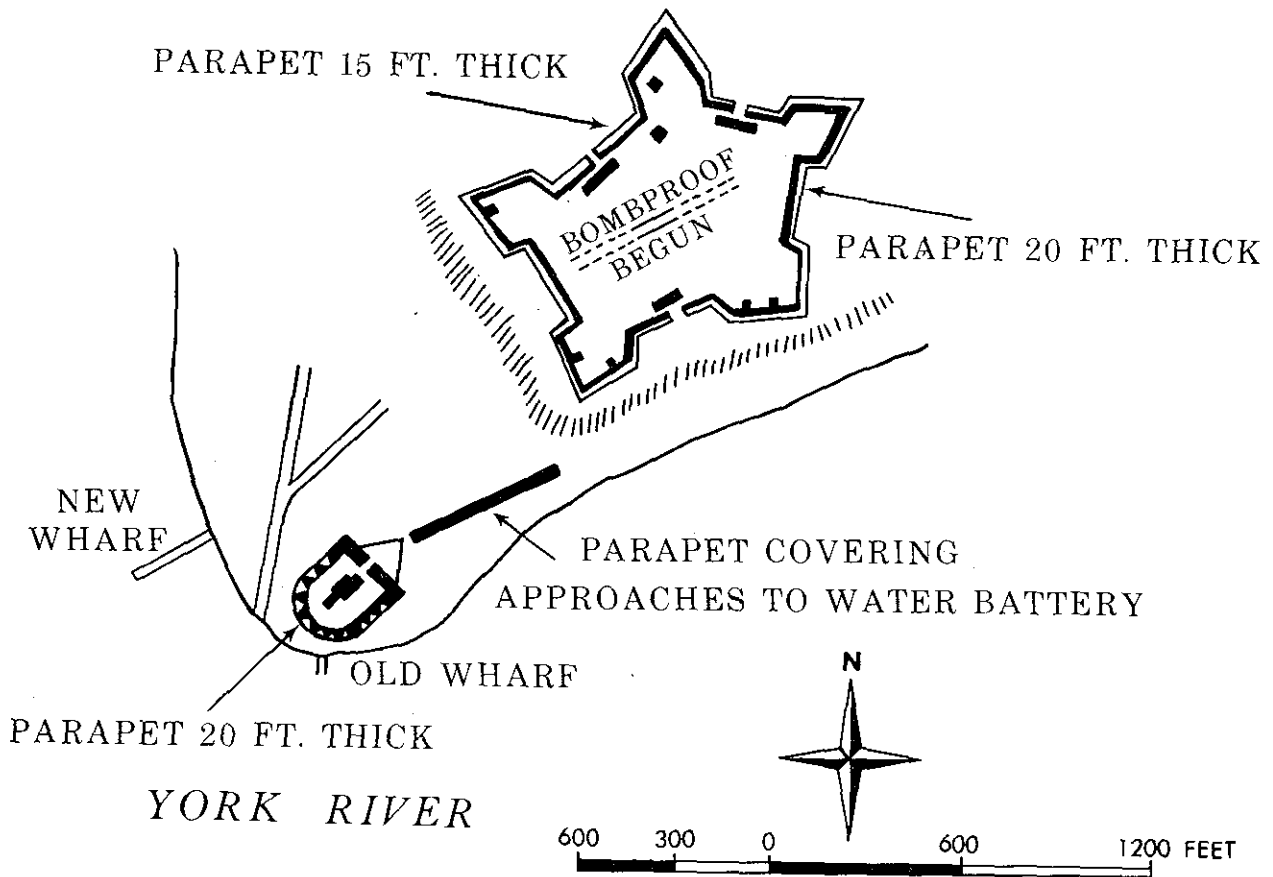 PARAPET 15 FT. THICK
BOMBPROOF
BEGUN
PARAPET 20 FT. THICK
NEW
WHARF
PARAPET COVERING
APPROACHES TO WATER BATTERY
OLD WHARF
PARAPET 20 FT. THICK
YORK RIVER
N
600 300 0 600 1200 FEET